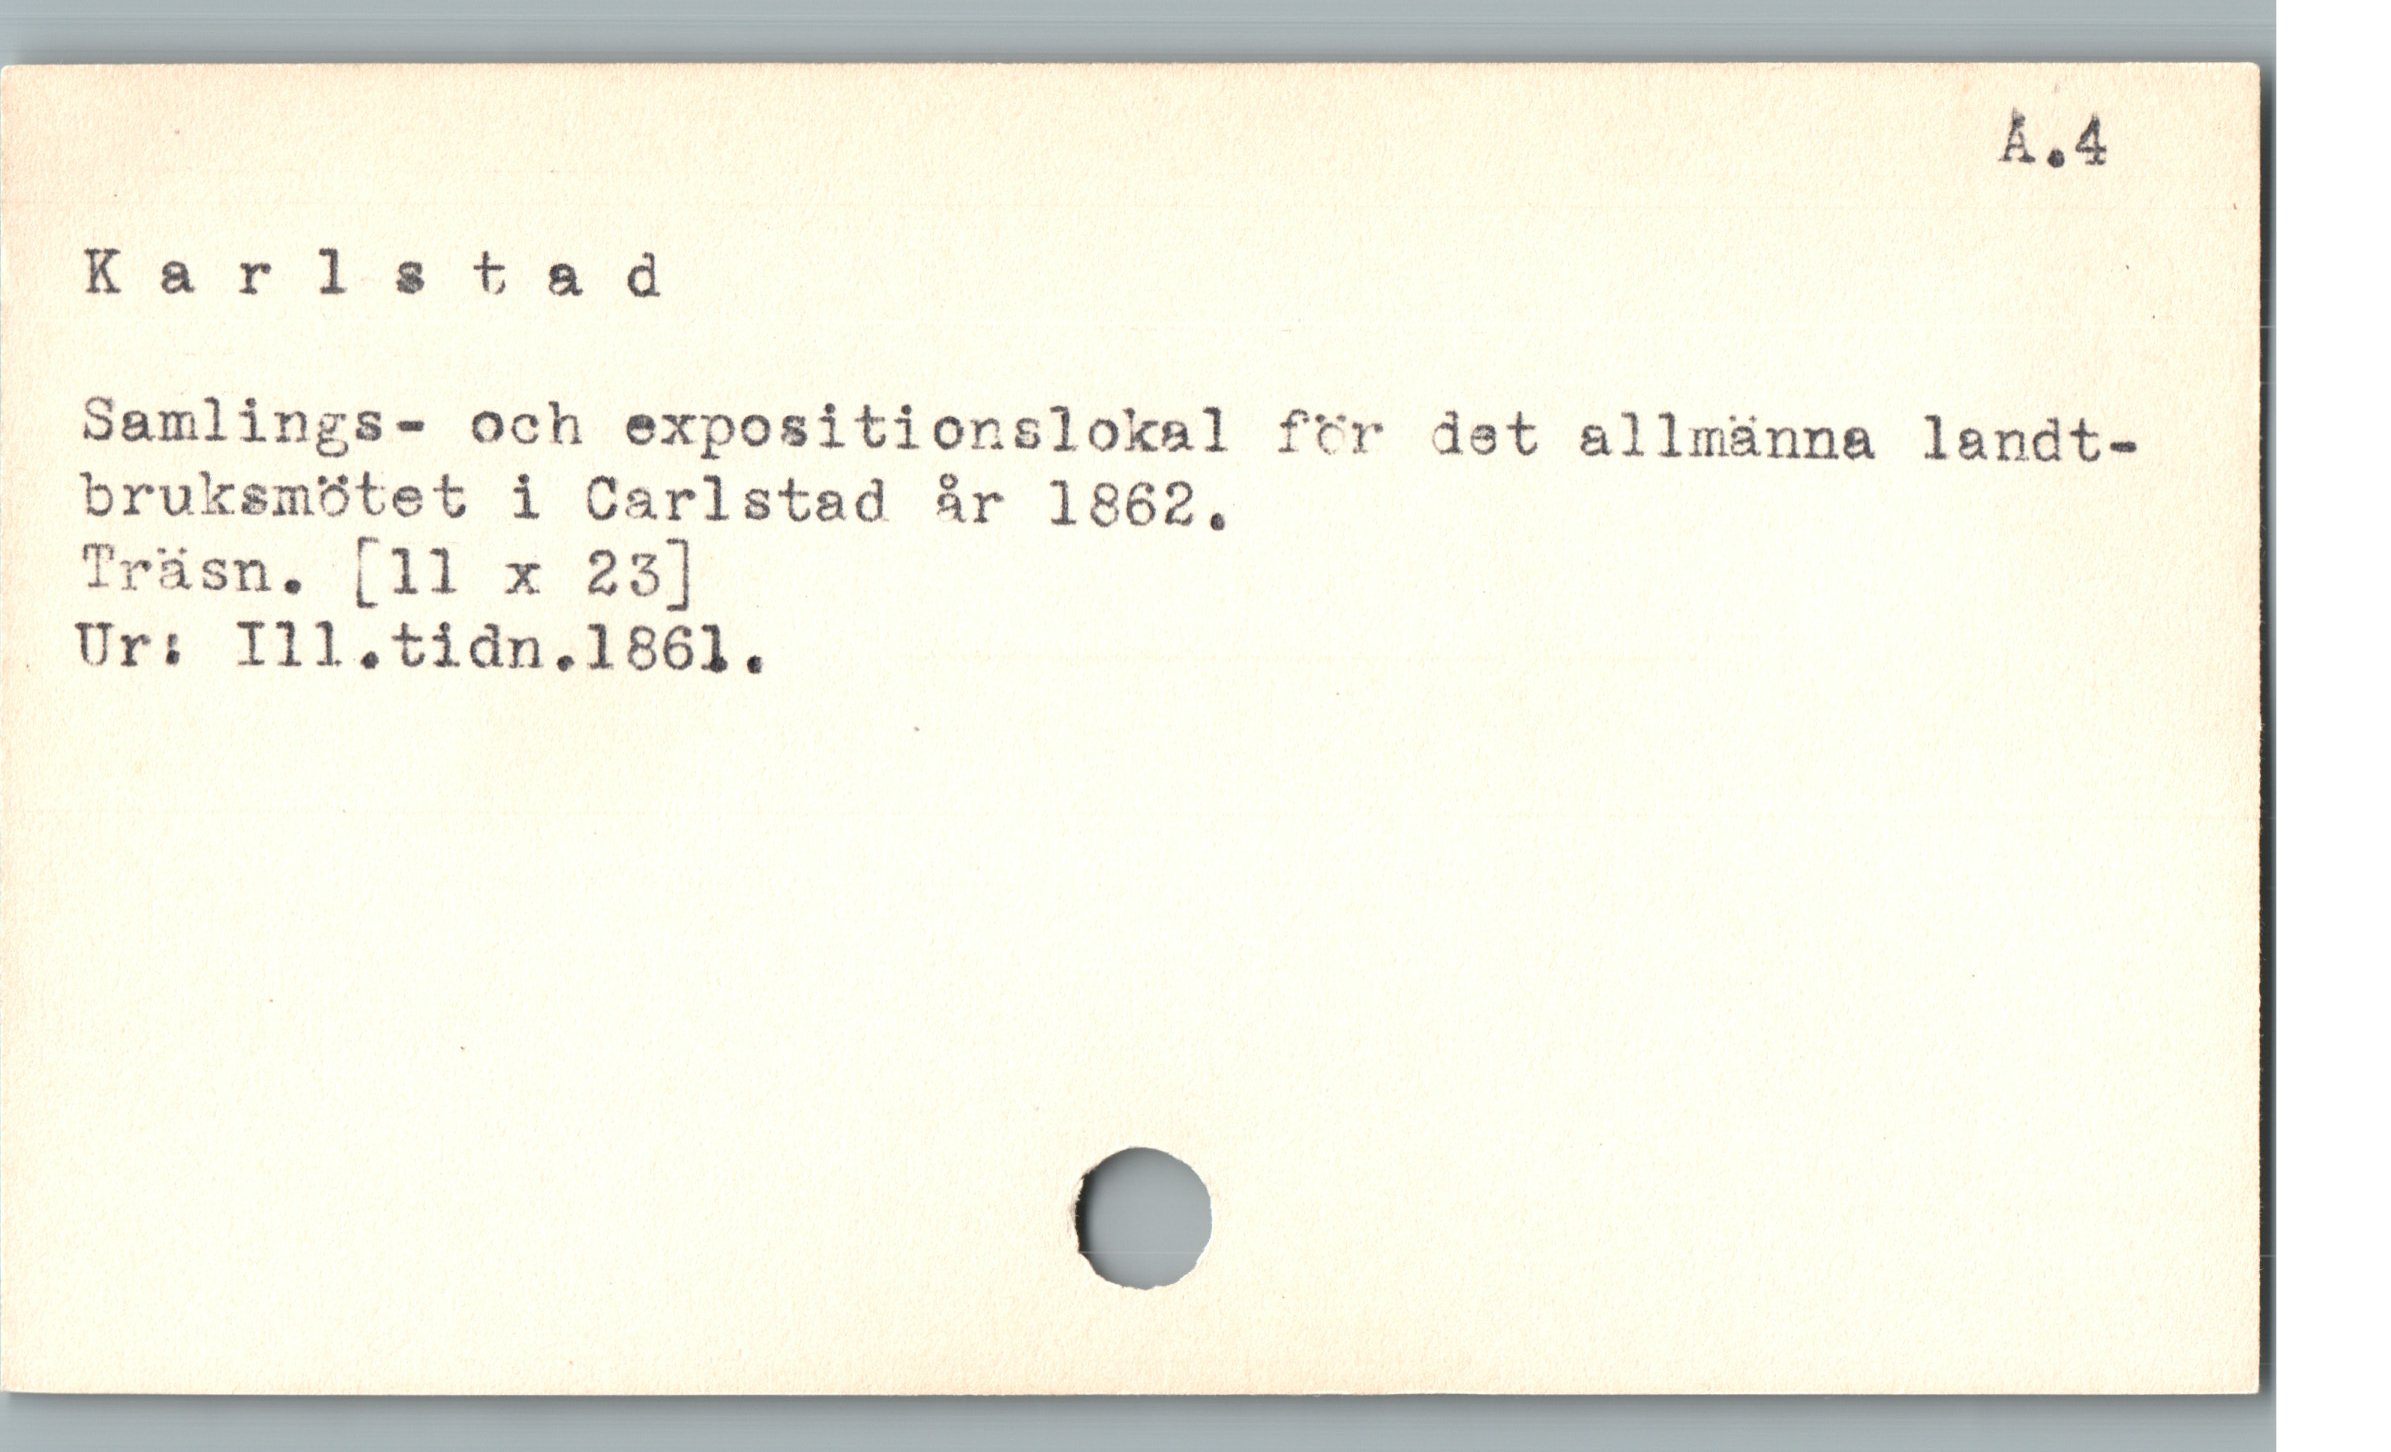 A.4
K a r l s t a d
Samlings- och expositionslokal för det allmänna landt-
bruksmötet i Carlstad år 1862.
Träsn. [11 x 23]
Ur: Ill.tidn.1861.